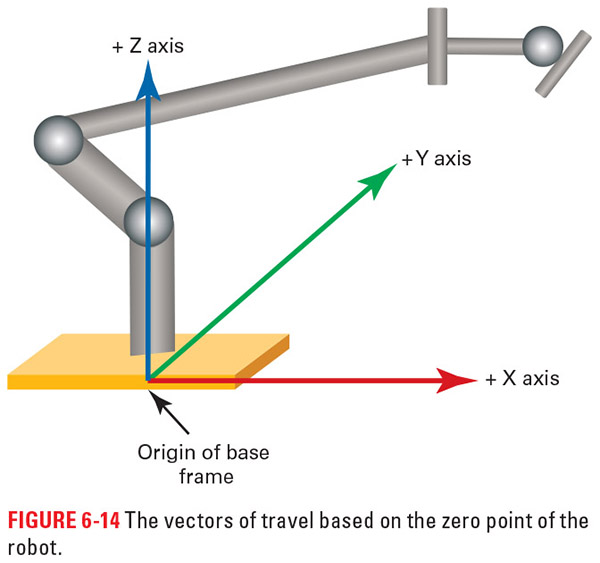 + Z axis
+Y axis
+ X axis
Origin of base
frame
FIGURE 6-14 The vectors of travel based on the zero point of the
robot.